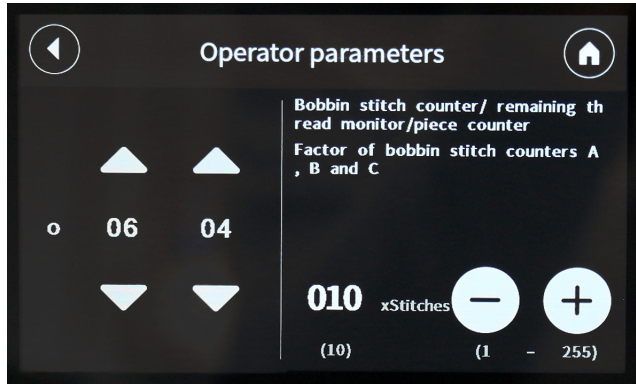 Operator parameters
Bobbin stitch counter/ remaining th
read monitor/piece counter
Factor of bobbin stitch counters A
, B and C
o 06 04
010 xStitches
(10) (1 - 255)